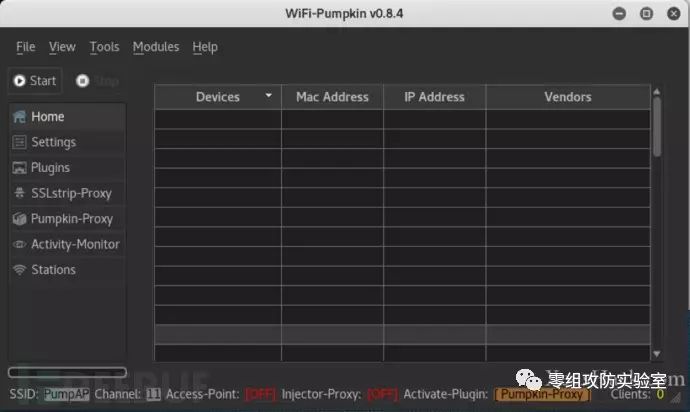 WiFi-Pumpkin v0.8.4
File View Tools Modules Help
Start Stop
Devices Mac Address IP Address Vendors
Home
Settings
Plugins
SSLstrip-Proxy
Pumpkin-Proxy
Activity-Monitor
Stations
零组攻防实验室
SSID: PumpAP Channel: 11 Access-Point: [OFF] Injector-Proxy: [OFF] Activate-Plugin: [Pumpkin-Proxy] Clients: 0